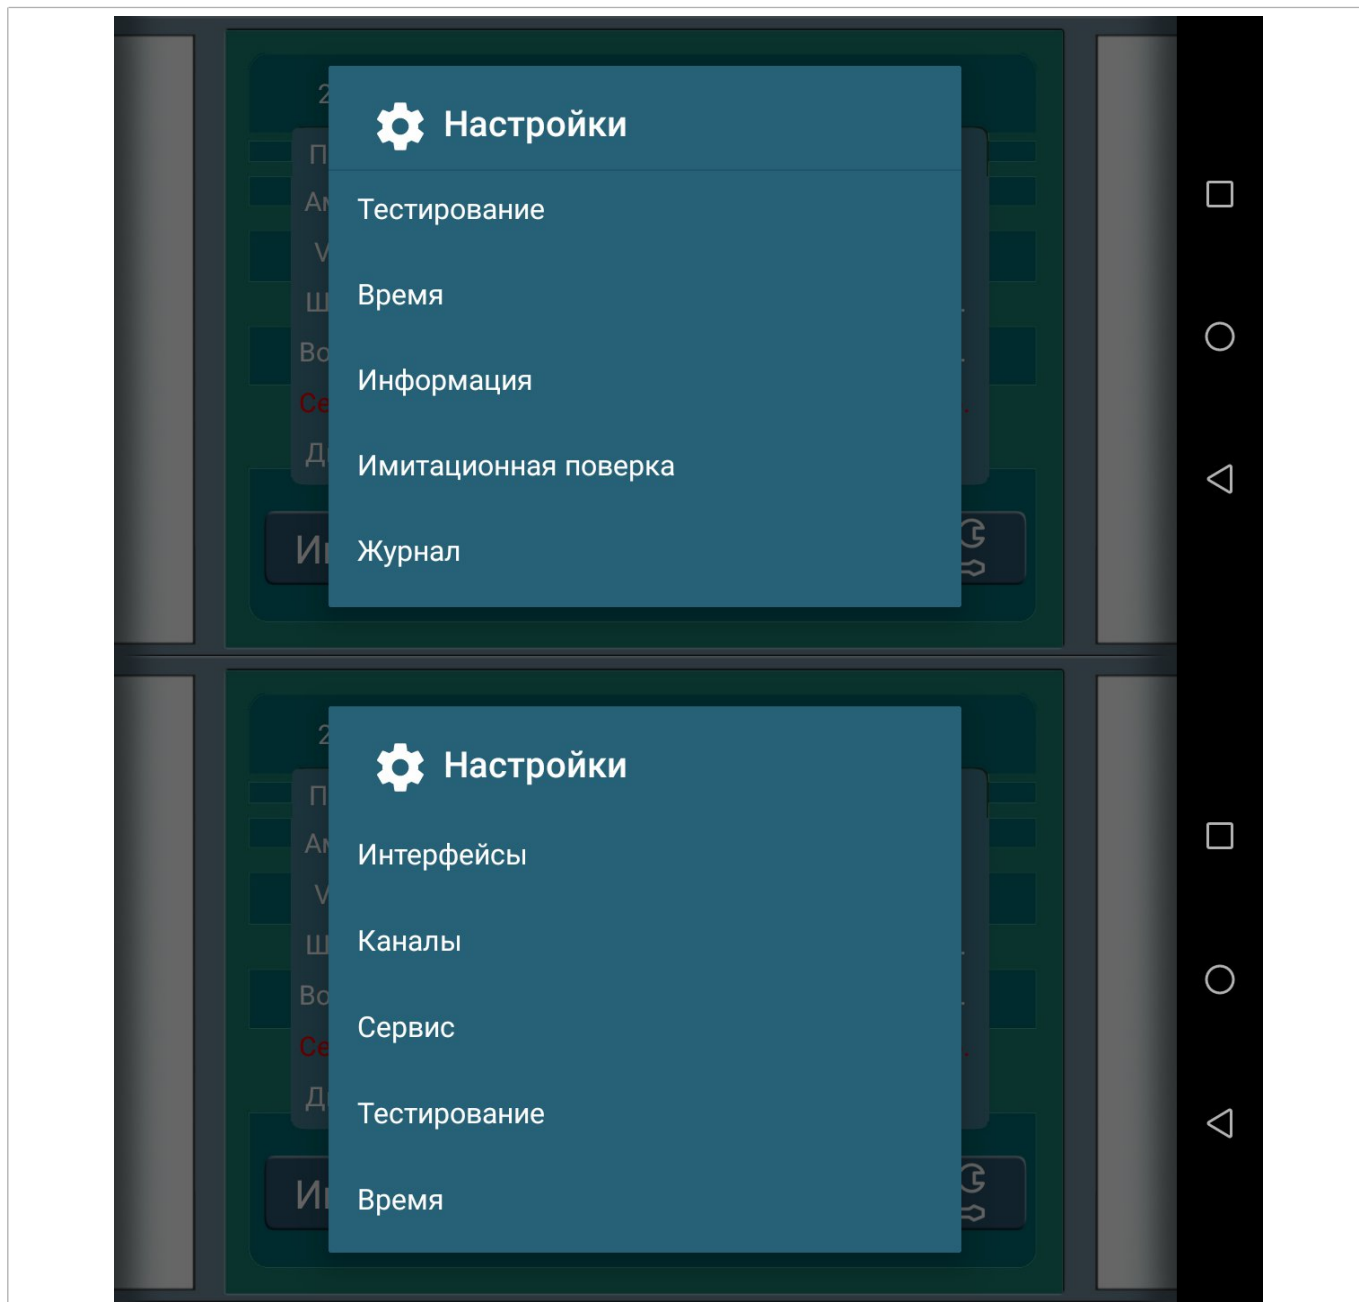 Настройки
Тестирование
Время
Информация
Имитационная поверка
Журнал
Настройки
Интерфейсы
Каналы
Сервис
Тестирование
Время